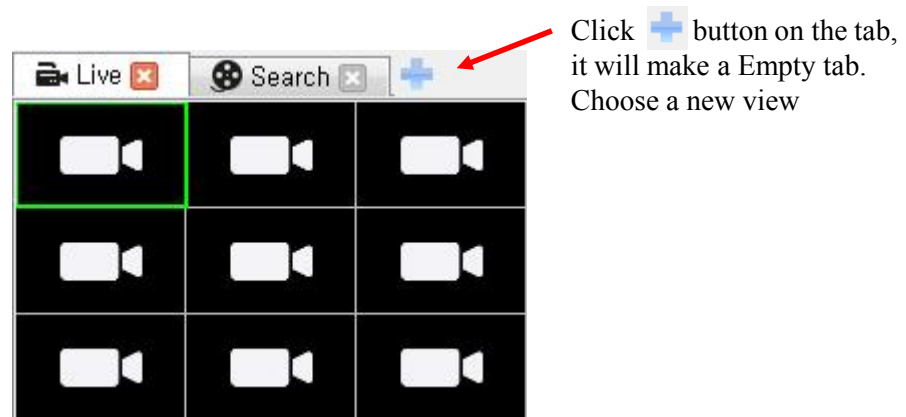 Live
Search
Click button on the tab,
it will make a Empty tab.
Choose a new view